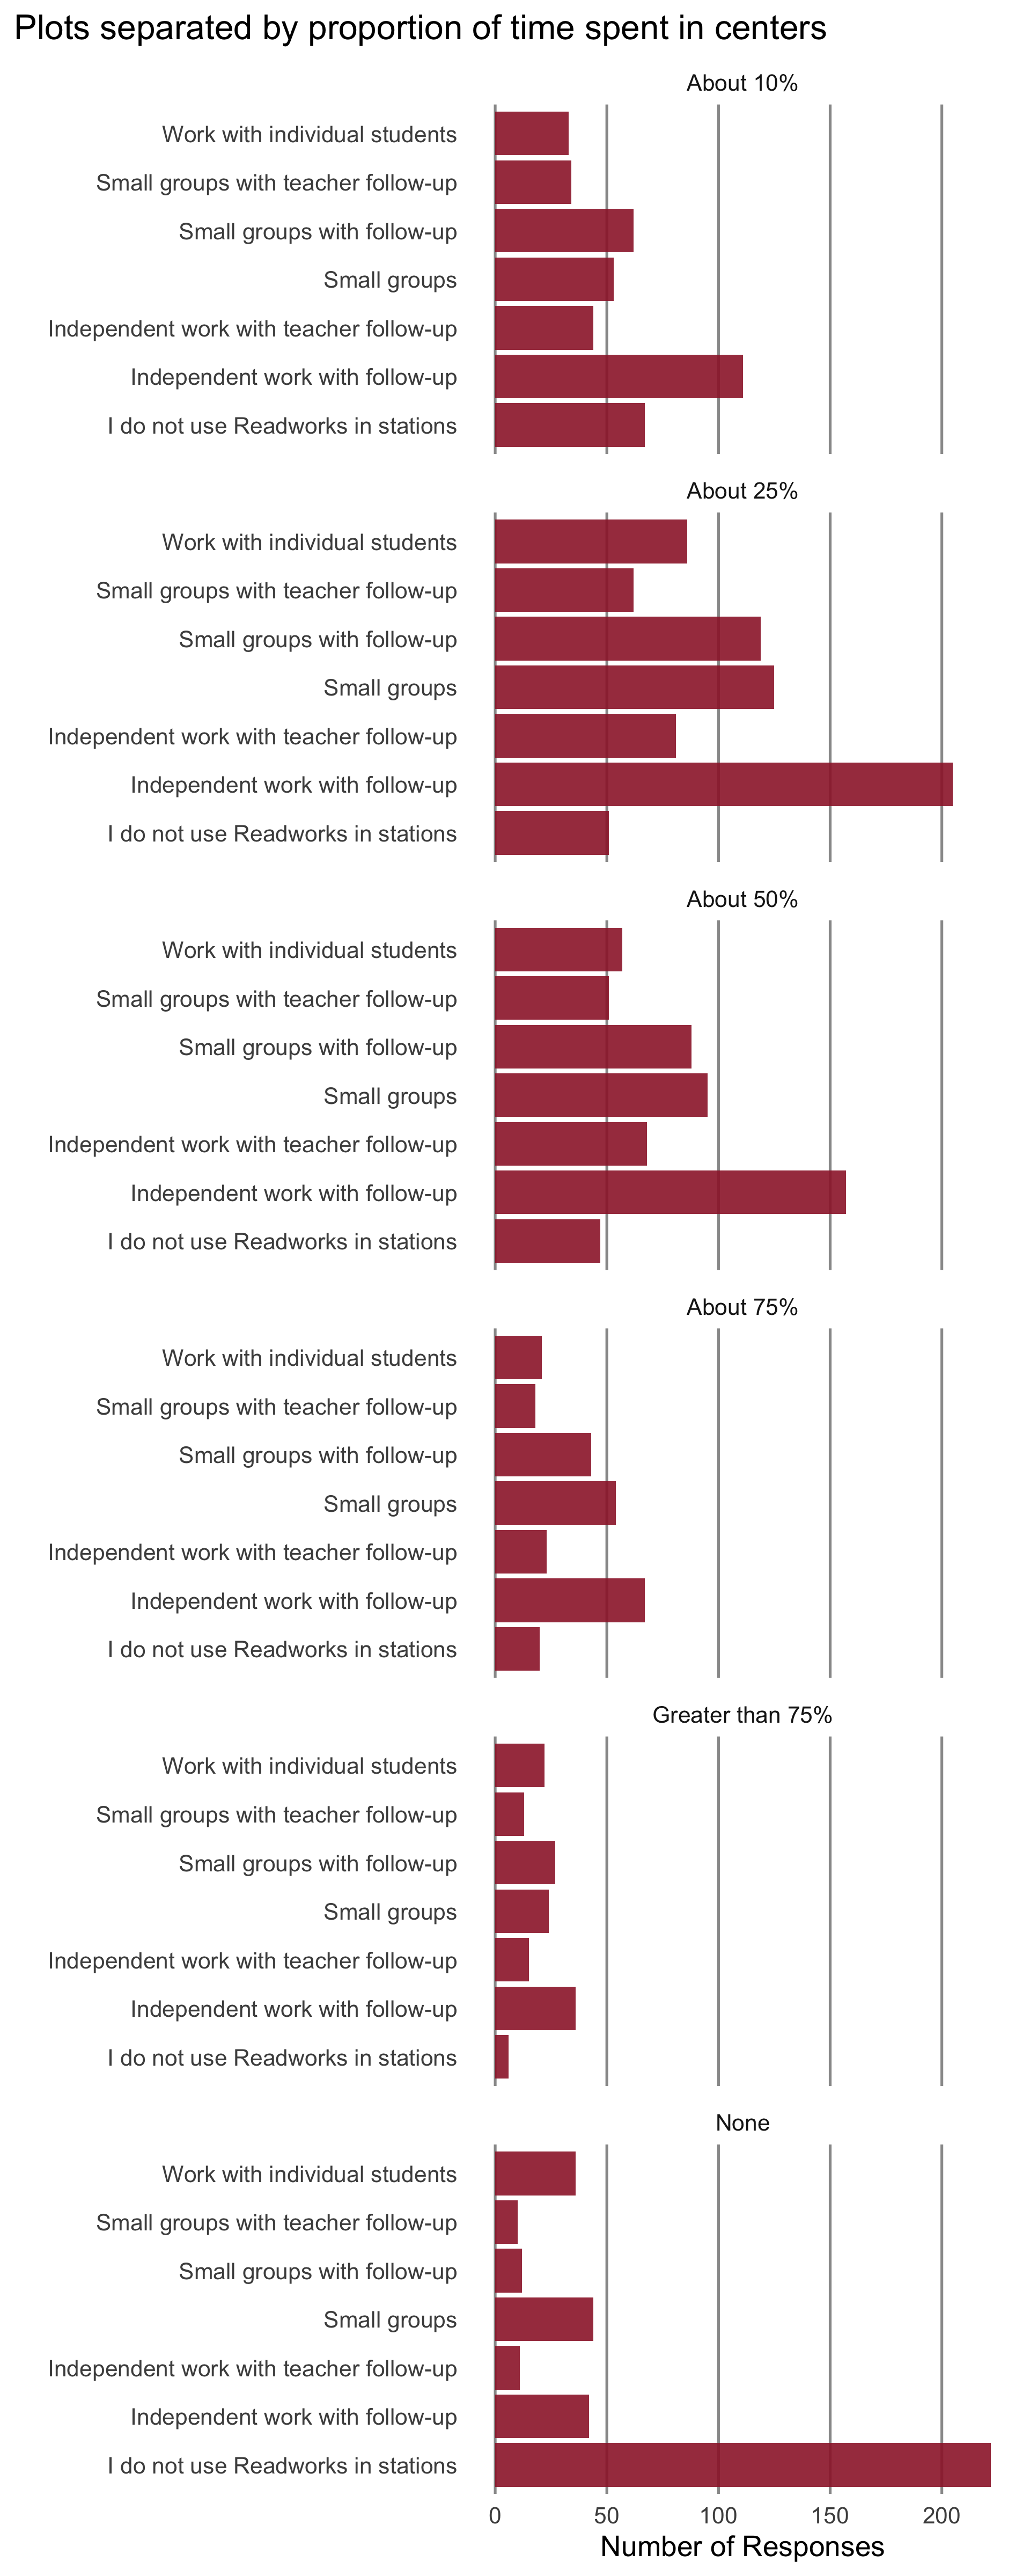 Plots separated by proportion of time spent in centers
About 10%
Work with individual students
Small groups with teacher follow-up
Small groups with follow-up
Small groups
Independent work with teacher follow-up
Independent work with follow-up
I do not use Readworks in stations
About 25%
Work with individual students
Small groups with teacher follow-up
Small groups with follow-up
Small groups
Independent work with teacher follow-up
Independent work with follow-up
I do not use Readworks in stations
About 50%
Work with individual students
Small groups with teacher follow-up
Small groups with follow-up
Small groups
Independent work with teacher follow-up
Independent work with follow-up
I do not use Readworks in stations
About 75%
Work with individual students
Small groups with teacher follow-up
Small groups with follow-up
Small groups
Independent work with teacher follow-up
Independent work with follow-up
I do not use Readworks in stations
Greater than 75%
Work with individual students
Small groups with teacher follow-up
Small groups with follow-up
Small groups
Independent work with teacher follow-up
Independent work with follow-up
I do not use Readworks in stations
None
Work with individual students
Small groups with teacher follow-up
Small groups with follow-up
Small groups
Independent work with teacher follow-up
Independent work with follow-up
I do not use Readworks in stations
0 50 100 150 200
Number of Responses